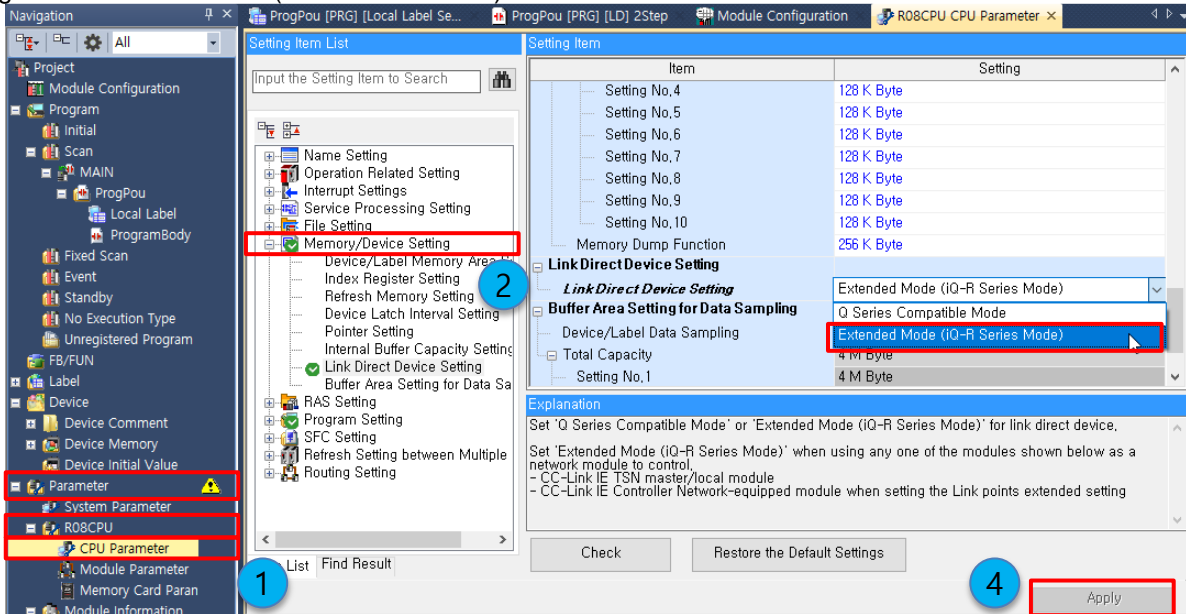 Navigation
ProgPou [PRG] [Local Label Se...
ProgPou [PRG] [LD] 2Step
Module Configuration
R08CPU CPU Parameter
All
Project
Module Configuration
Program
Initial
Scan
MAIN
ProgPou
Local Label
ProgramBody
Fixed Scan
Event
Standby
No Execution Type
Unregistered Program
FB/FUN
Label
Device
Device Comment
Device Memory
Device Initial Value
Parameter
System Parameter
R08CPU
CPU Parameter
Module Parameter
Memory Card Paran
Module Information
1
Setting Item List
Input the Setting Item to Search
Name Setting
Operation Related Setting
Interrupt Settings
Service Processing Setting
File Setting
Memory/Device Setting
Device/Label Memory Area
Index Register Setting
Refresh Memory Setting
Device Latch Interval Setting
Pointer Setting
Internal Buffer Capacity Setting
Link Direct Device Setting
Buffer Area Setting for Data Sa
RAS Setting
Program Setting
SFC Setting
Refresh Setting between Multiple
Routing Setting
2
List Find Result
Setting Item
Item Setting
Setting No.4 128 K Byte
Setting No.5 128 K Byte
Setting No.6 128 K Byte
Setting No.7 128 K Byte
Setting No.8 128 K Byte
Setting No.9 128 K Byte
Setting No.10 128 K Byte
Memory Dump Function 256 K Byte
Link Direct Device Setting
Link Direct Device Setting Extended Mode (iQ-R Series Mode)
Buffer Area Setting for Data Sampling Q Series Compatible Mode
Device/Label Data Sampling Extended Mode (iQ-R Series Mode)
Total Capacity 4 M Byte
Setting No.1 4 M Byte
Explanation
Set 'Q Series Compatible Mode' or 'Extended Mode (iQ-R Series Mode)' for link direct device.
Set 'Extended Mode (iQ-R Series Mode)' when using any one of the modules shown below as a
network module to control.
- CC-Link IE TSN master/local module
- CC-Link IE Controller Network-equipped module when setting the Link points extended setting
Check Restore the Default Settings
4
Apply